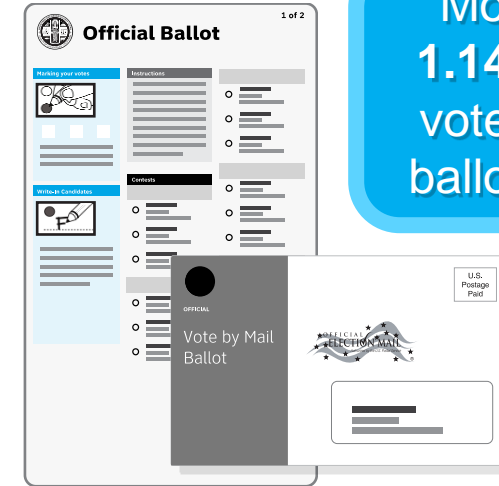 1 of 2
Official Ballot
Marking your votes
Instructions
Contests
Write-in Candidates
Mo
1.14
vote
ballo
OFFICIAL
Vote by Mail
Ballot
U.S.
Postage
Paid
OFFICIAL
ELECTION MAIL